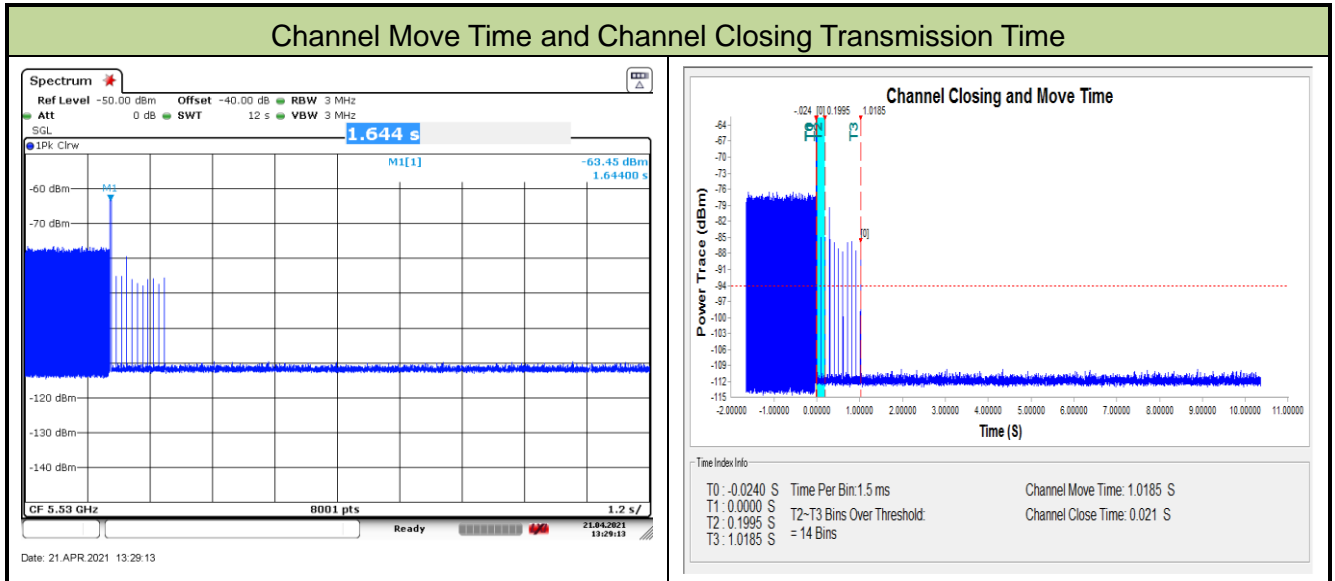 Channel Move Time and Channel Closing Transmission Time
Spectrum
Ref Level -50.00 dBm Offset -40.00 dB RBW 3 MHz
Att 0 dB SWT 12 s VBW 3 MHz
SGL
1.644 s
1Pk Clrw
M1[1] -63.45 dBm
1.64400 s
-60 dBm
M1
-70 dBm
-120 dBm
-130 dBm
-140 dBm
CF 5.53 GHz 8001 pts 1.2 s/
Ready 21.04.2021
13:29:13
Date: 21.APR.2021 13:29:13
Channel Closing and Move Time
-.024 [0] 0.1995 1.0185
T2 T3
[0]
Power Trace (dBm)
-64
-67
-70
-73
-76
-79
-82
-85
-88
-91
-94
-97
-100
-103
-106
-109
-112
-115
-2.00000 -1.00000 0.00000 1.00000 2.00000 3.00000 4.00000 5.00000 6.00000 7.00000 8.00000 9.00000 10.00000 11.00000
Time (S)
Time Index Info
T0 : -0.0240 S Time Per Bin:1.5 ms Channel Move Time: 1.0185 S
T1 : 0.0000 S
T2 : 0.1995 S T2~T3 Bins Over Threshold: Channel Close Time: 0.021 S
T3 : 1.0185 S = 14 Bins